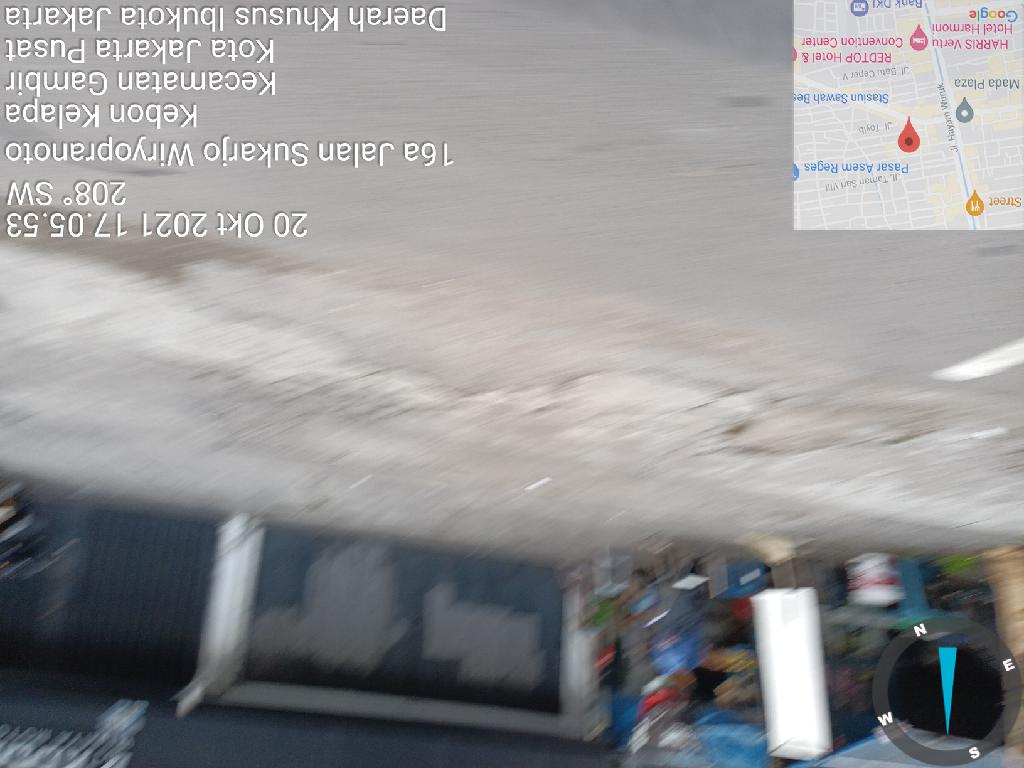 S
W
E
N
20 Okt 2021 17.05.53
208° SW
16a Jalan Sukarjo Wiryopranoto
Kebon Kelapa
Kecamatan Gambir
Kota Jakarta Pusat
Daerah Khusus Ibukota Jakarta
Street
Jl. Taman Sari VIII
Pasar Asem Reges
Jl. Hayam Wuruk
Jl. Toyib
Stasiun Sawah Bes
Mada Plaza
Jl. Batu Ceper V
REDTOP Hotel &
Convention Center
HARRIS Vertu
Hotel Harmoni
Google
Bank DKI